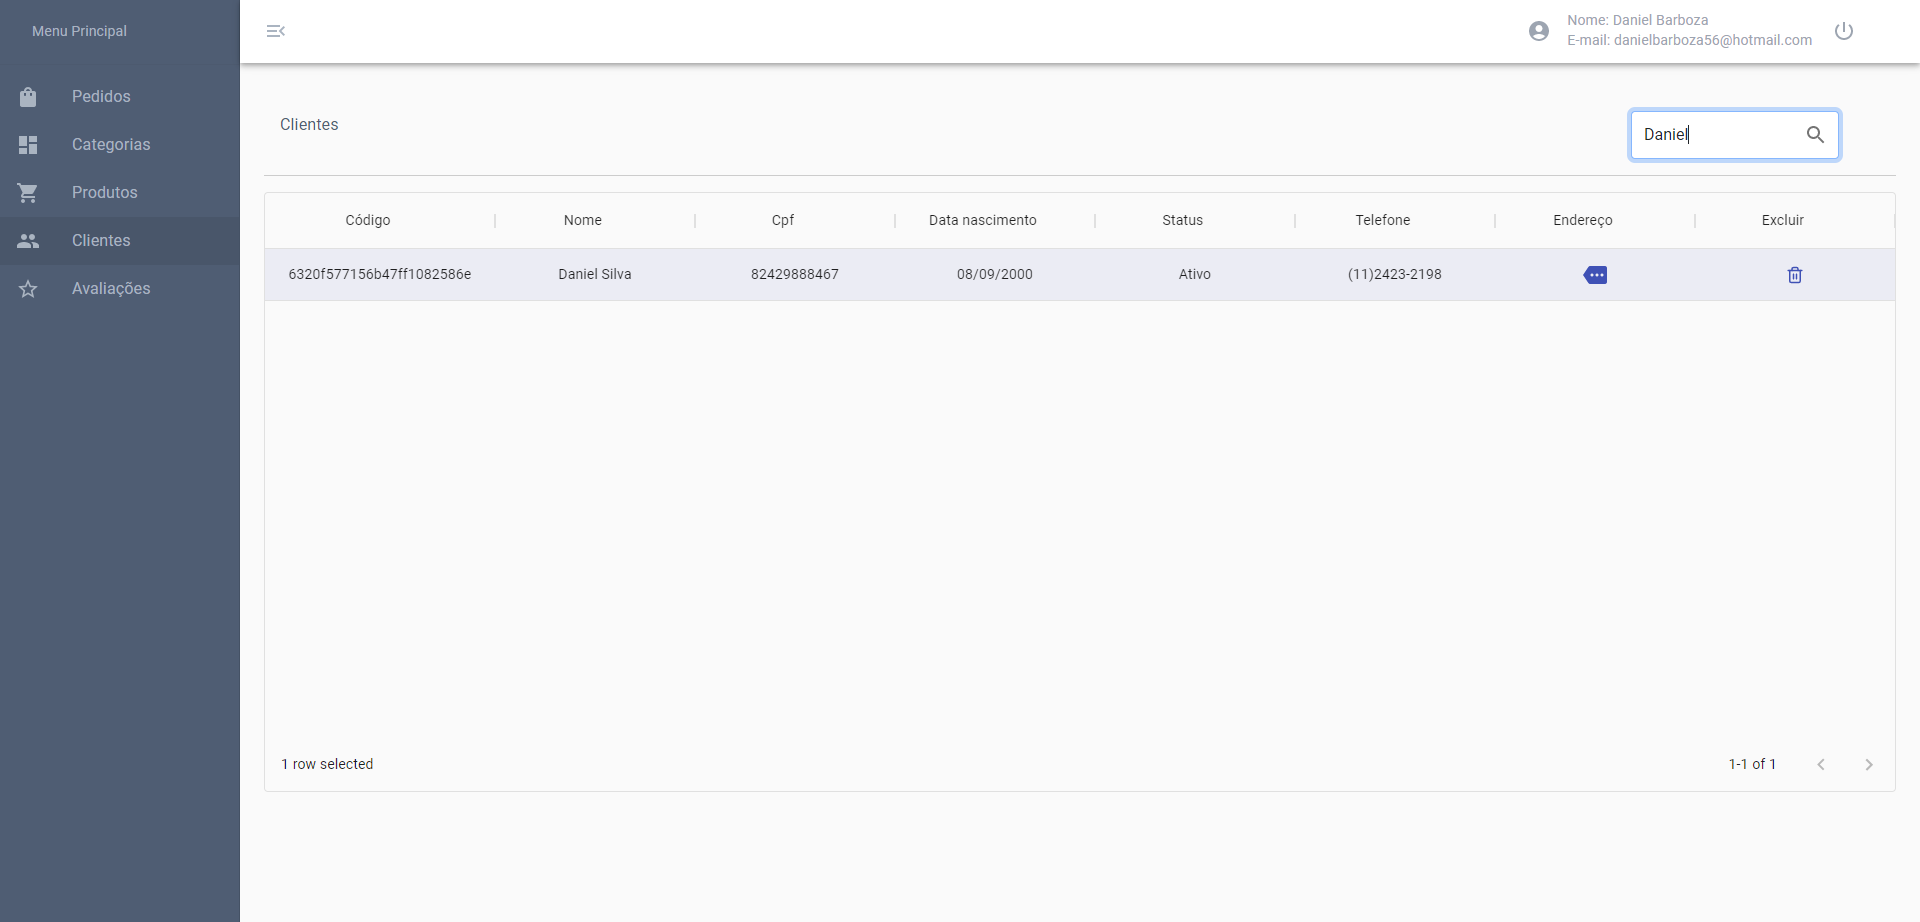 Menu Principal
Nome: Daniel Barboza
E-mail: danielbarboza56@hotmail.com
Pedidos
Categorias
Produtos
Clientes
Avaliações
Clientes
Daniel
Código Nome Cpf Data nascimento Status Telefone Endereço Excluir
6320f577156b47ff1082586e Daniel Silva 82429888467 08/09/2000 Ativo (11)2423-2198
1 row selected
1-1 of 1